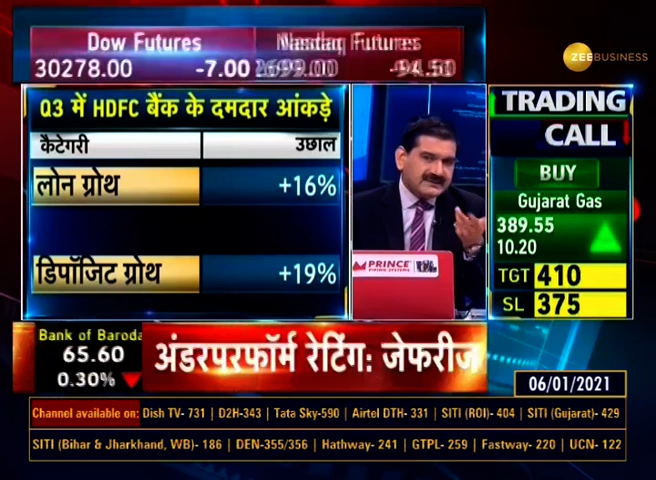 Dow Futures
Nasdaq Futures
30278.00 -7.00
-94.50
ZEE BUSINESS
Q3 में HDFC बैंक के दमदार आंकड़े
कैटेगरी उछाल
लोन ग्रोथ +16%
डिपॉजिट ग्रोथ +19%
PRINCE
PIPING SYSTEMS
TRADING
CALL
BUY
Gujarat Gas
389.55
10.20
TGT 410
SL 375
Bank of Baroda
65.60
0.30%
अंडरपरफॉर्म रेटिंग: जेफरीज
06/01/2021
Channel available on: Dish TV- 731 | D2H-343 | Tata Sky-590 | Airtel DTH- 331 | SITI (ROI)- 404 | SITI (Gujarat)- 429
SITI (Bihar & Jharkhand, WB)- 186 | DEN-355/356 | Hathway- 241 | GTPL- 259 | Fastway- 220 | UCN- 122